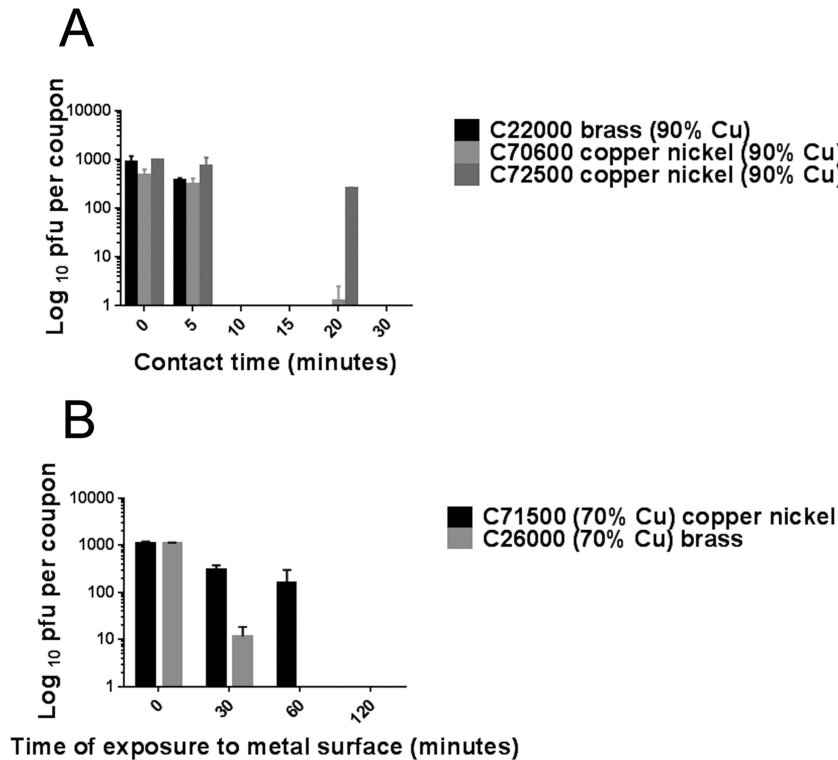 A
Log 10 pfu per coupon
10000
1000
100
10
1
0
5
10
15
20
30
Contact time (minutes)
C22000 brass (90% Cu)
C70600 copper nickel (90% Cu)
C72500 copper nickel (90% Cu)
B
Log 10 pfu per coupon
10000
1000
100
10
1
0
30
60
120
Time of exposure to metal surface (minutes)
C71500 (70% Cu) copper nickel
C26000 (70% Cu) brass